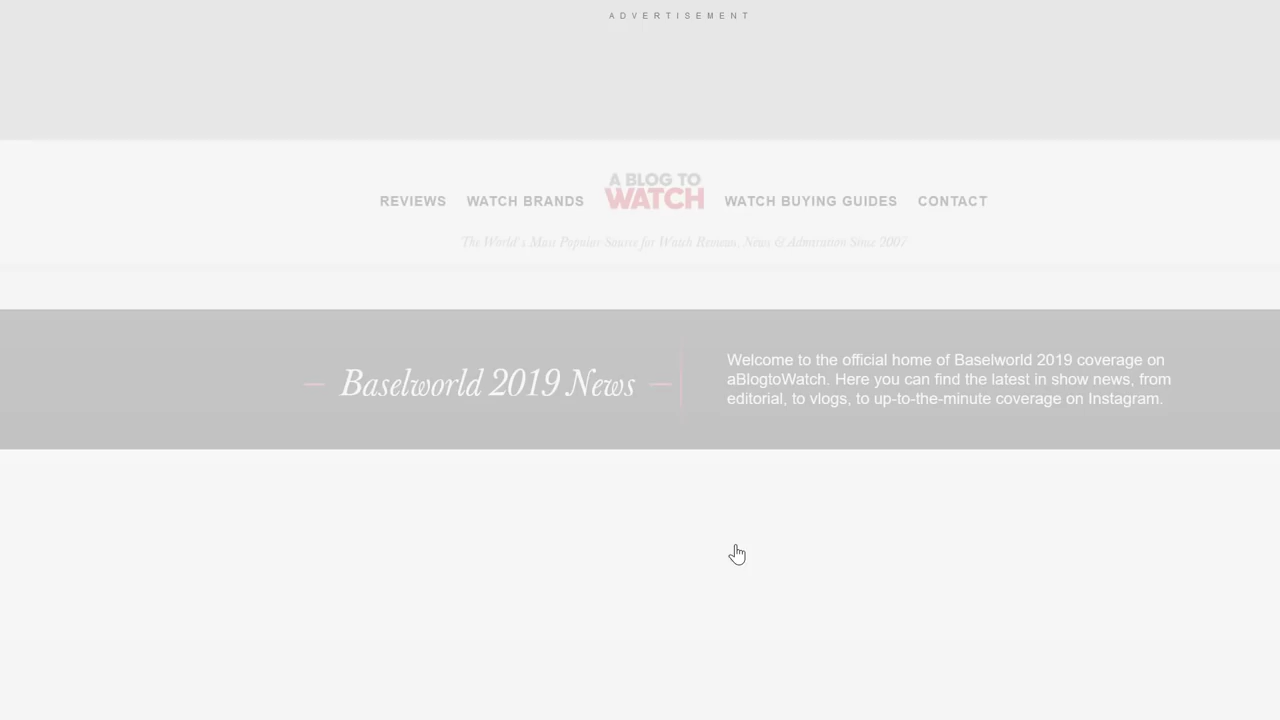 ADVERTISEMENT
REVIEWS WATCH BRANDS A BLOG TO WATCH WATCH BUYING GUIDES CONTACT
The World's Most Popular Source for Watch Reviews, News & Admiration Since 2007
Baselworld 2019 News
Welcome to the official home of Baselworld 2019 coverage on
aBlogtoWatch. Here you can find the latest in show news, from
editorial, to vlogs, to up-to-the-minute coverage on Instagram.